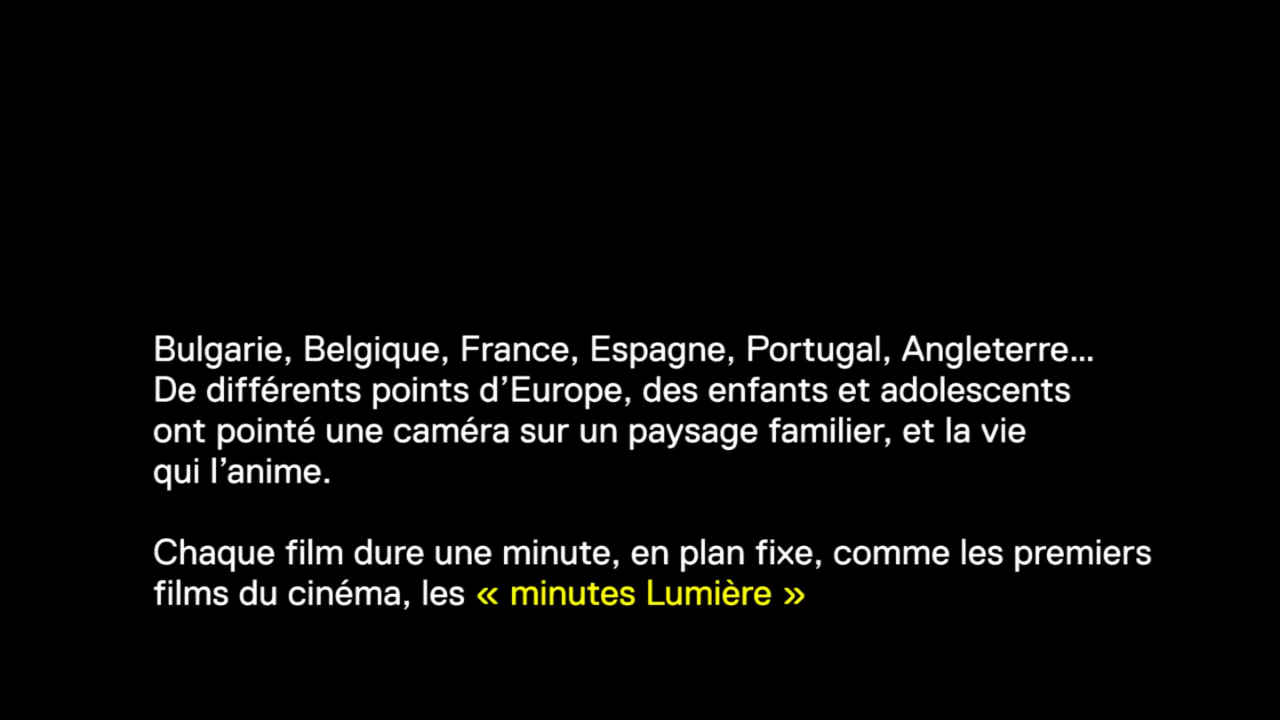 Bulgarie, Belgique, France, Espagne, Portugal, Angleterre...
De différents points d’Europe, des enfants et adolescents
ont pointé une caméra sur un paysage familier, et la vie
qui l’anime.
Chaque film dure une minute, en plan fixe, comme les premiers
films du cinéma, les « minutes Lumière »